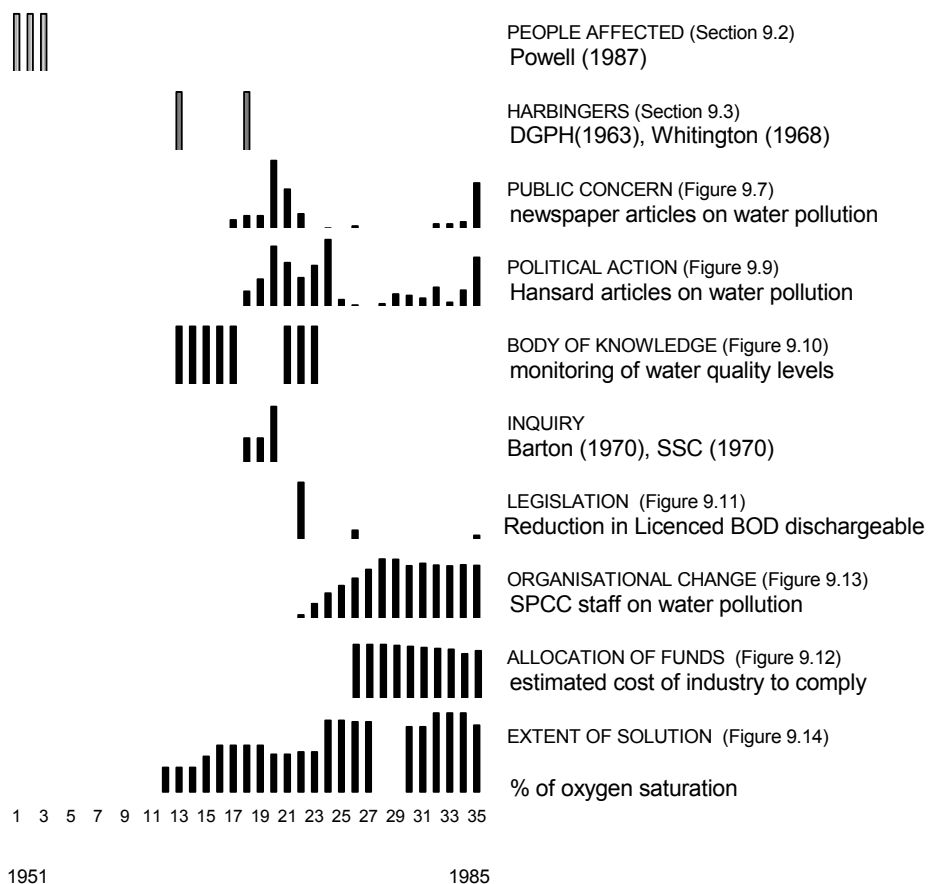 PEOPLE AFFECTED (Section 9.2)
Powell (1987)
HARBINGERS (Section 9.3)
DGPH(1963), Whitington (1968)
PUBLIC CONCERN (Figure 9.7)
newspaper articles on water pollution
POLITICAL ACTION (Figure 9.9)
Hansard articles on water pollution
BODY OF KNOWLEDGE (Figure 9.10)
monitoring of water quality levels
INQUIRY
Barton (1970), SSC (1970)
LEGISLATION (Figure 9.11)
Reduction in Licenced BOD dischargeable
ORGANISATIONAL CHANGE (Figure 9.13)
SPCC staff on water pollution
ALLOCATION OF FUNDS (Figure 9.12)
estimated cost of industry to comply
EXTENT OF SOLUTION (Figure 9.14)
% of oxygen saturation
1 3 5 7 9 11 13 15 17 19 21 23 25 27 29 31 33 35
1951 1985